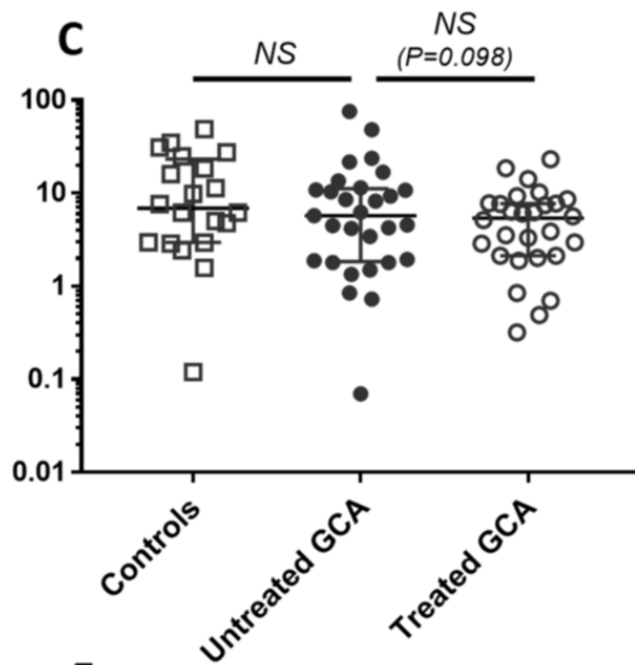 C
NS
NS
(P=0.098)
100
10
1
0.1
0.01
Controls
Untreated GCA
Treated GCA